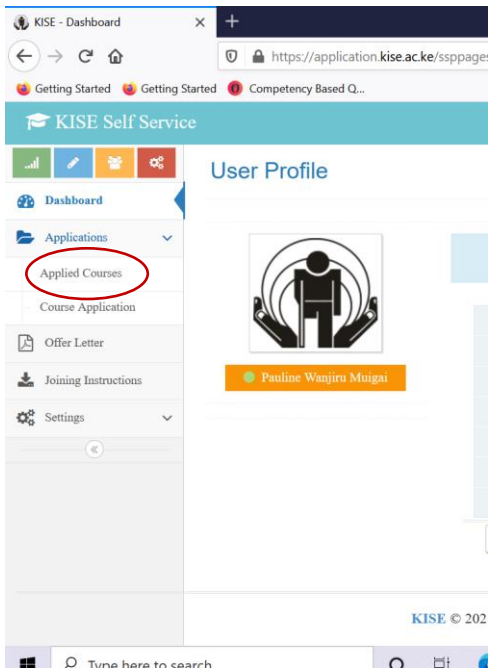 KISE - Dashboard
https://application.kise.ac.ke/ssppages
Getting Started Getting Started Competency Based Q...
KISE Self Service
User Profile
Dashboard
Applications
Applied Courses
Course Application
Offer Letter
Joining Instructions
Settings
Pauline Wanjiru Muigai
KISE © 202
Type here to search